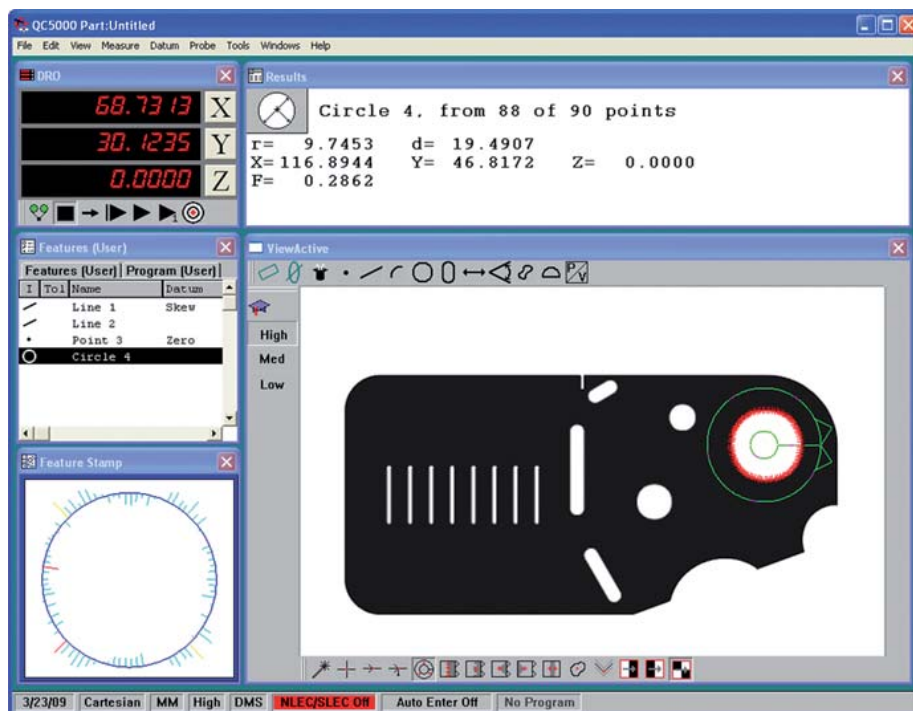 QC5000 Part:Untitled
File Edit View Measure Datum Probe Tools Windows Help
DRO
68.7313 X
30.1235 Y
0.0000 Z
1
Results
Circle 4, from 88 of 90 points
r= 9.7453 d= 19.4907
X=116.8944 Y= 46.8172 Z= 0.0000
F= 0.2862
Features (User)
Features (User) Program (User)
I Tol Name Datum
Line 1 Skew
Line 2
Point 3 Zero
Circle 4
Feature Stamp
ViewActive
P/V
High
Med
Low
3/23/09 Cartesian MM High DMS NLEC/SLEC Off Auto Enter Off No Program